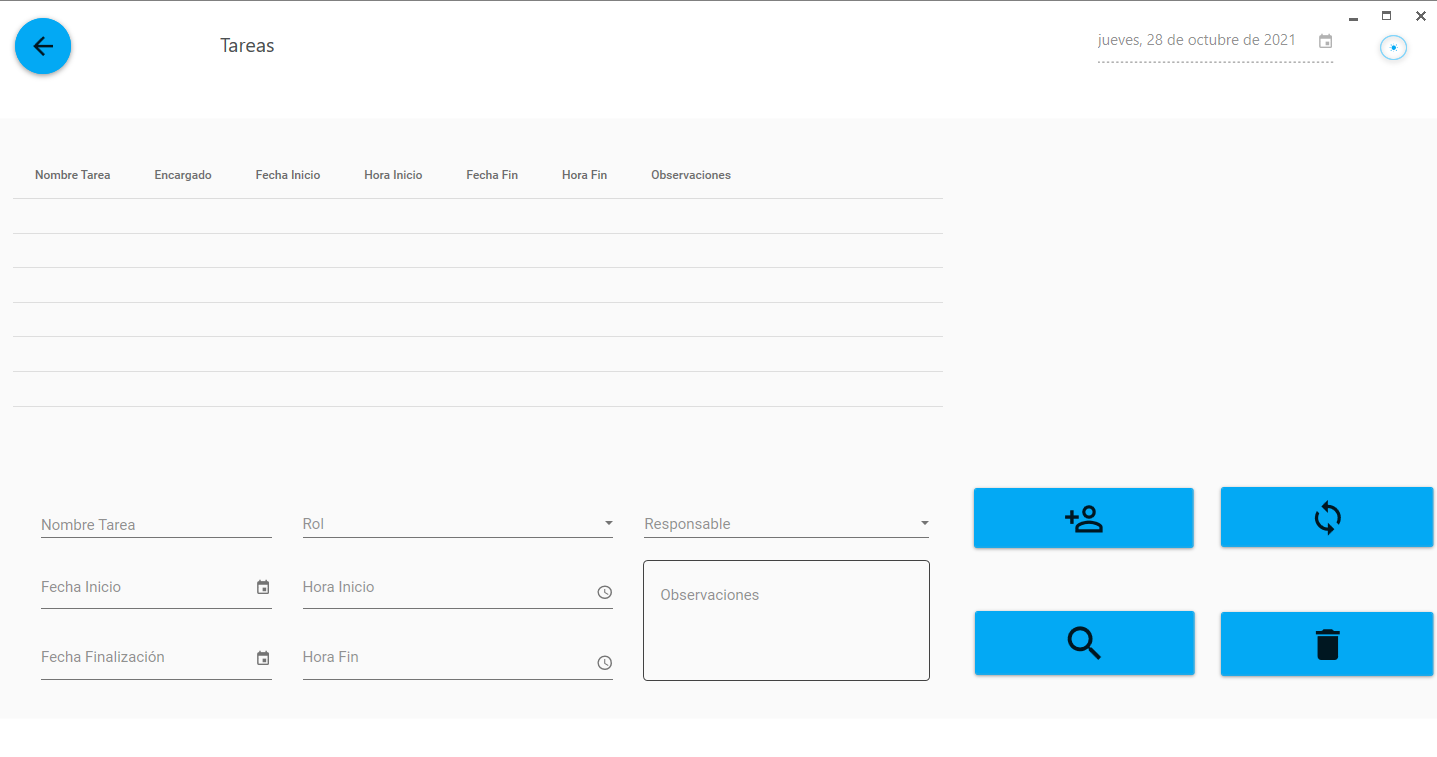 Tareas
jueves, 28 de octubre de 2021
Nombre Tarea Encargado Fecha Inicio Hora Inicio Fecha Fin Hora Fin Observaciones
Nombre Tarea Rol Responsable
Fecha Inicio Hora Inicio Observaciones
Fecha Finalización Hora Fin